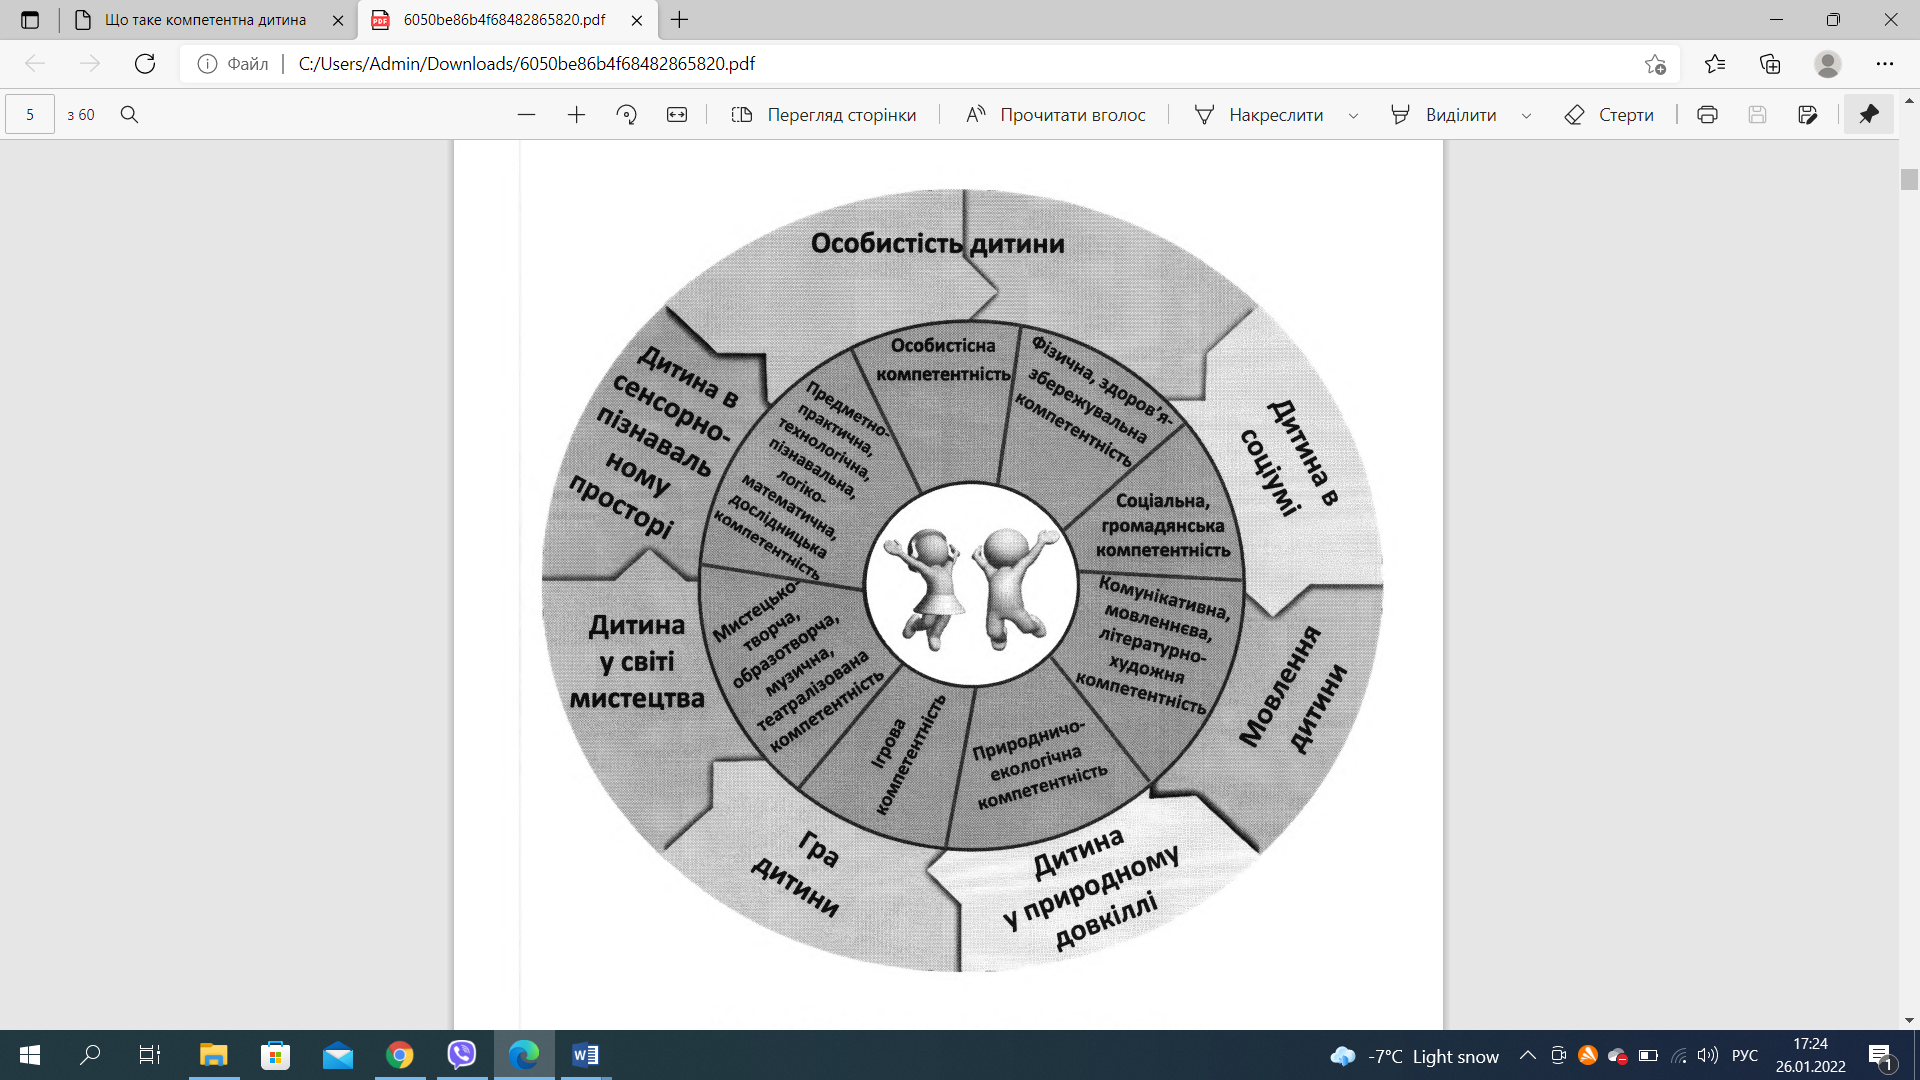 Що таке компетентна дитина
6050be86b4f68482865820.pdf
Файл
C:/Users/Admin/Downloads/6050be86b4f68482865820.pdf
5
з 60
Перегляд сторінки
Прочитати вголос
Накреслити
Виділити
Стерти
Особистість дитини
Дитина в
соціумі
Мовлення
дитини
Дитина
у природному
довкіллі
Гра
дитини
Дитина
у світі
мистецтва
Дитина в
сенсорно-
пізнаваль
ному
просторі
Особистісна
компетентність
Фізична, здоров’я-
збережувальна
компетентність
Соціальна,
громадянська
компетентність
Комунікативна,
мовленнєва,
літературно-
художня
компетентність
Природничо-
екологічна
компетентність
Ігрова
компетентність
Мистецько-
творча,
образотворча,
музична,
театралізована
компетентність
Предметно-
практична,
технологічна,
пізнавальна,
логіко-
математична,
дослідницька
компетентність
-7°C Light snow
РУС
17:24
26.01.2022
1